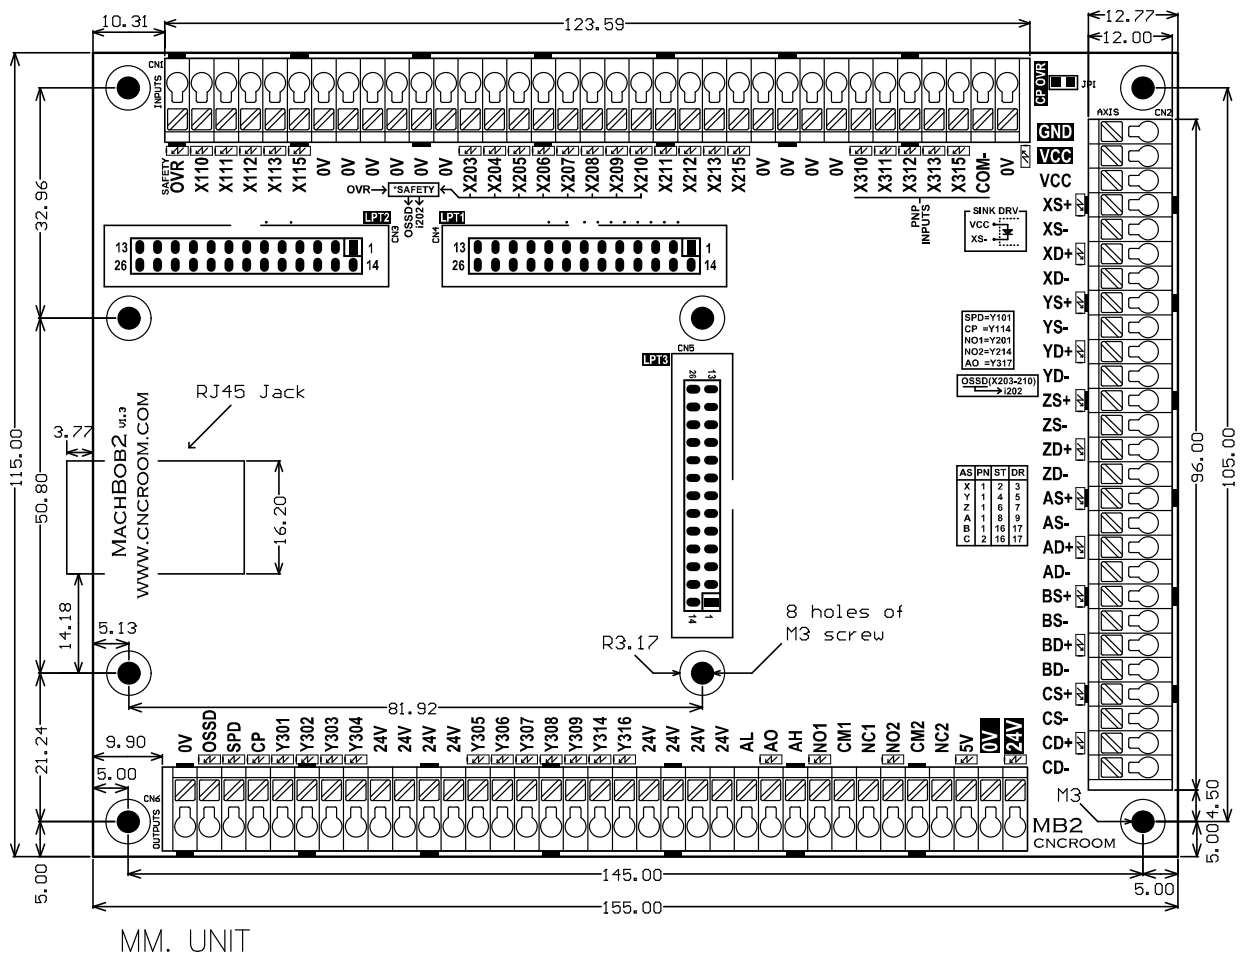 10.31
123.59
12.77
12.00
CN1
INPUTS
CP OVR
JP1
AXIS
CN2
SAFETY
OVR
X110
X111
X112
X113
X115
0V
0V
0V
0V
0V
0V
X203
X204
X205
X206
X207
X208
X209
X210
X211
X212
X213
X215
0V
0V
0V
0V
X310
X311
X312
X313
X315
COM-
0V
OVR
*SAFETY
OSSD
i202
PNP
INPUTS
SINK DRV
VCC
XS-
GND
VCC
VCC
XS+
XS-
XD+
XD-
YS+
YS-
YD+
YD-
ZS+
ZS-
ZD+
ZD-
AS+
AS-
AD+
AD-
BS+
BS-
BD+
BD-
CS+
CS-
CD+
CD-
LPT2
CN3
13 1
26 14
LPT1
CN4
13 1
26 14
SPD=Y101
CP =Y114
NO1=Y201
NO2=Y214
AO =Y317
OSSD(X203-210)
i202
AS PN ST DR
X 1 2 3
Y 1 4 5
Z 1 6 7
A 1 8 9
B 1 16 17
C 2 16 17
CN5
LPT3
26 13
14 1
RJ45 Jack
MACHBOB2 V1.3
WWW.CNCROOM.COM
3.77
16.20
14.18
5.13
115.00
32.96
50.80
21.24
5.00
96.00
105.00
4.50
5.00
8 holes of
M3 screw
R3.17
81.92
9.90
5.00
CN6
OUTPUTS
0V
OSSD
SPD
CP
Y301
Y302
Y303
Y304
24V
24V
24V
24V
Y305
Y306
Y307
Y308
Y309
Y314
Y316
24V
24V
24V
24V
AL
AO
AH
NO1
CM1
NC1
NO2
CM2
NC2
5V
0V
24V
M3
MB2
CNCROOM
145.00
5.00
155.00
MM. UNIT